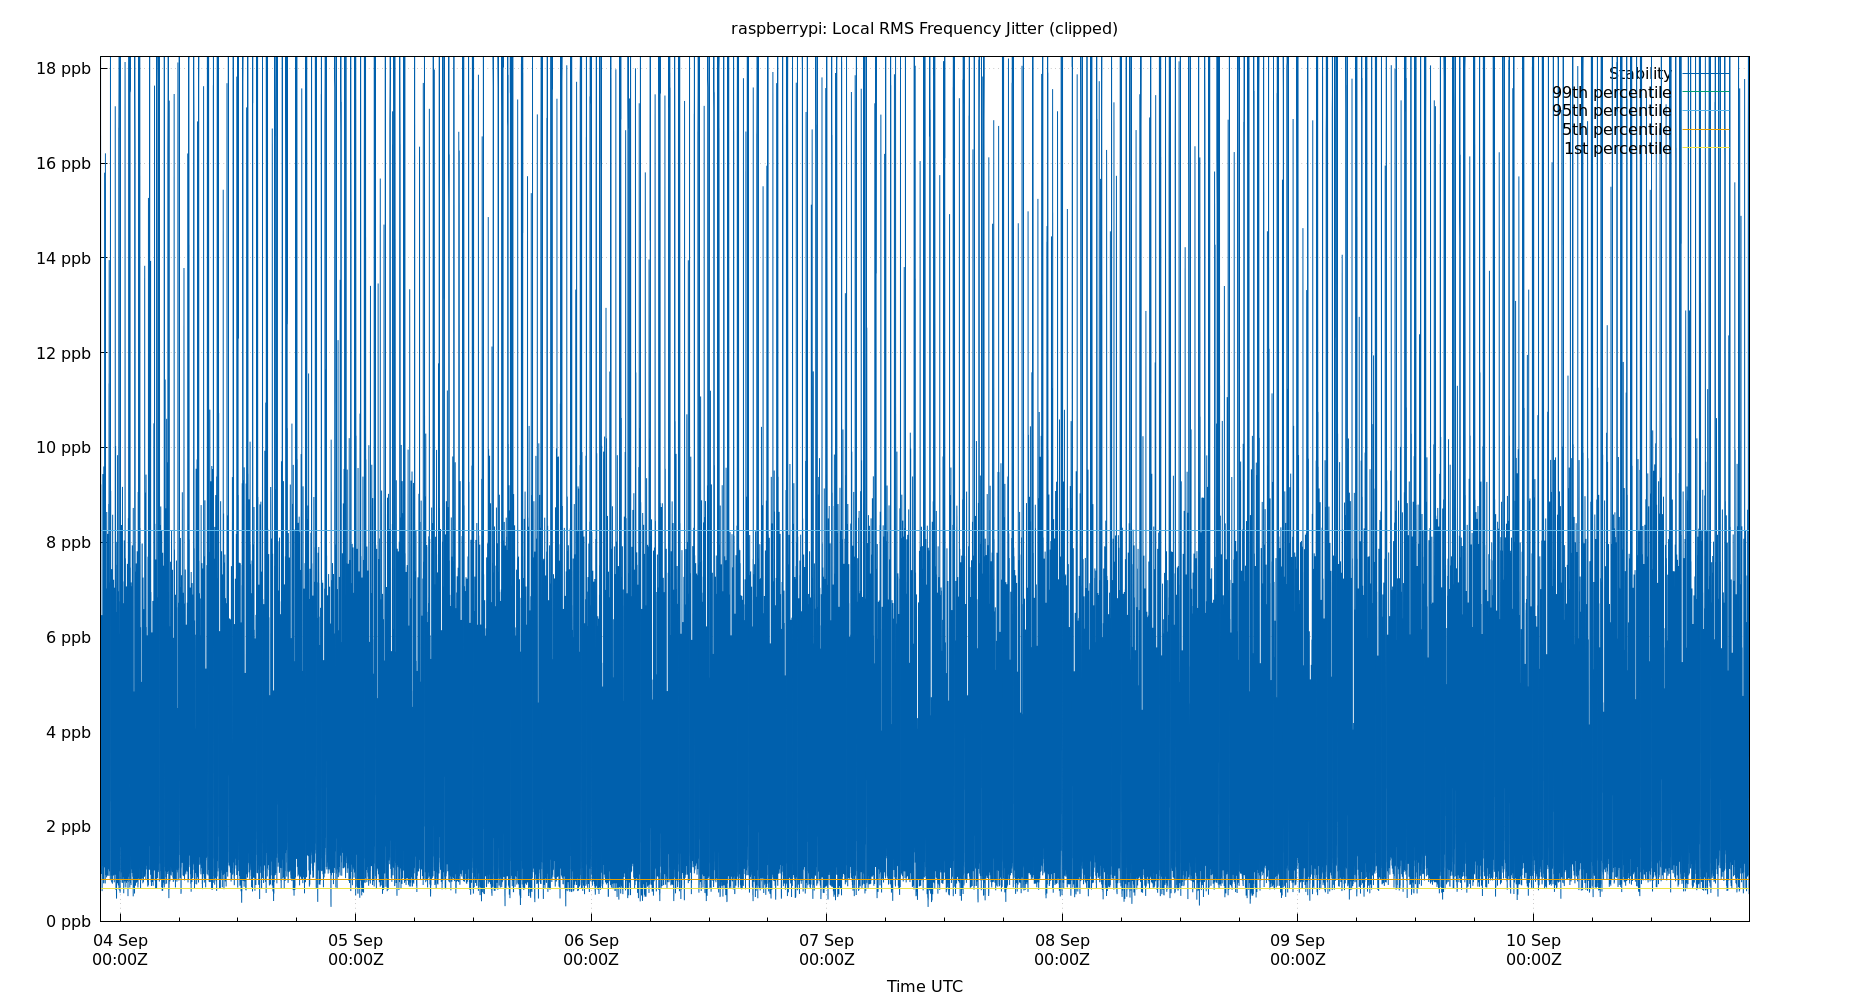 raspberrypi: Local RMS Frequency Jitter (clipped)
18 ppb
16 ppb
14 ppb
12 ppb
10 ppb
8 ppb
6 ppb
4 ppb
2 ppb
0 ppb
Stability
99th percentile
95th percentile
5th percentile
1st percentile
04 Sep 05 Sep 06 Sep 07 Sep 08 Sep 09 Sep 10 Sep
00:00Z 00:00Z 00:00Z 00:00Z 00:00Z 00:00Z 00:00Z
Time UTC